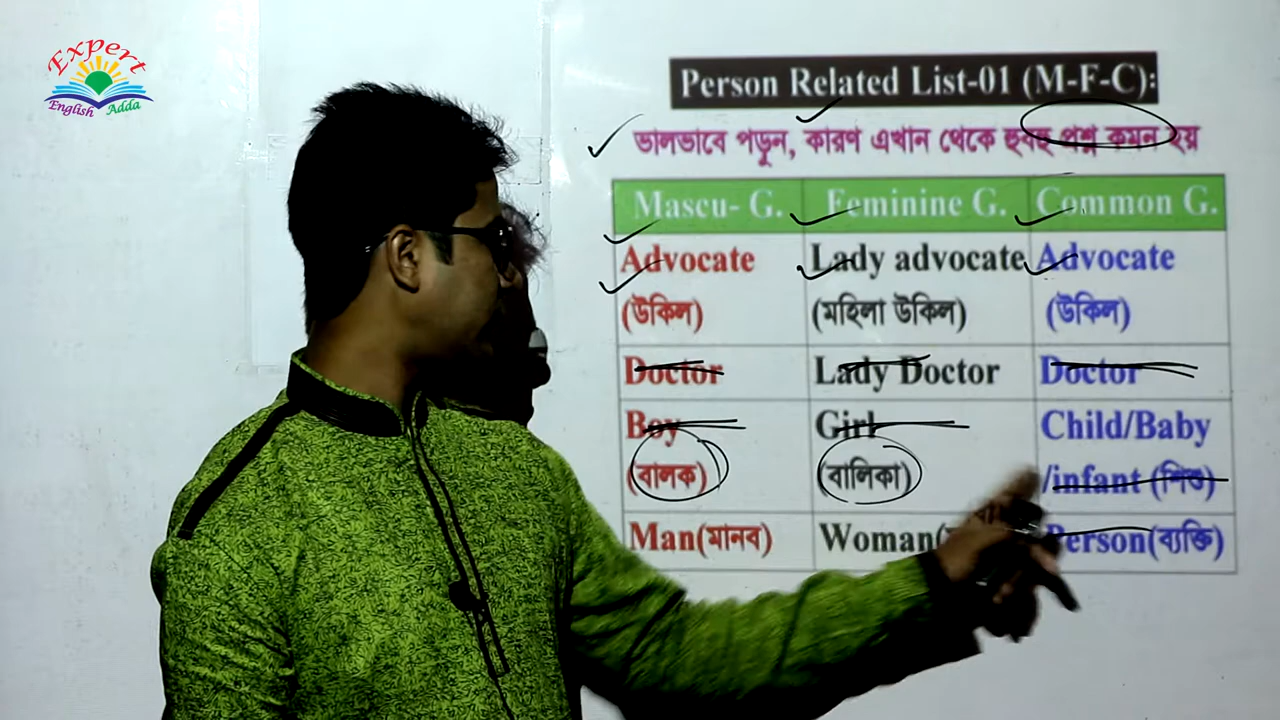 Expert
English Adda
Person Related List-01 (M-F-C):
ভালভাবে পড়ুন, কারণ এখান থেকে হুবহু প্রশ্ন কমন হয়
Mascu- G. Feminine G. Common G.
Advocate Lady advocate Advocate
(উকিল) (মহিলা উকিল) (উকিল)
Doctor Lady Doctor Doctor
Boy Girl Child/Baby
(বালক) (বালিকা) /infant (শিশু)
Man(মানব) Woman( Person(ব্যক্তি)